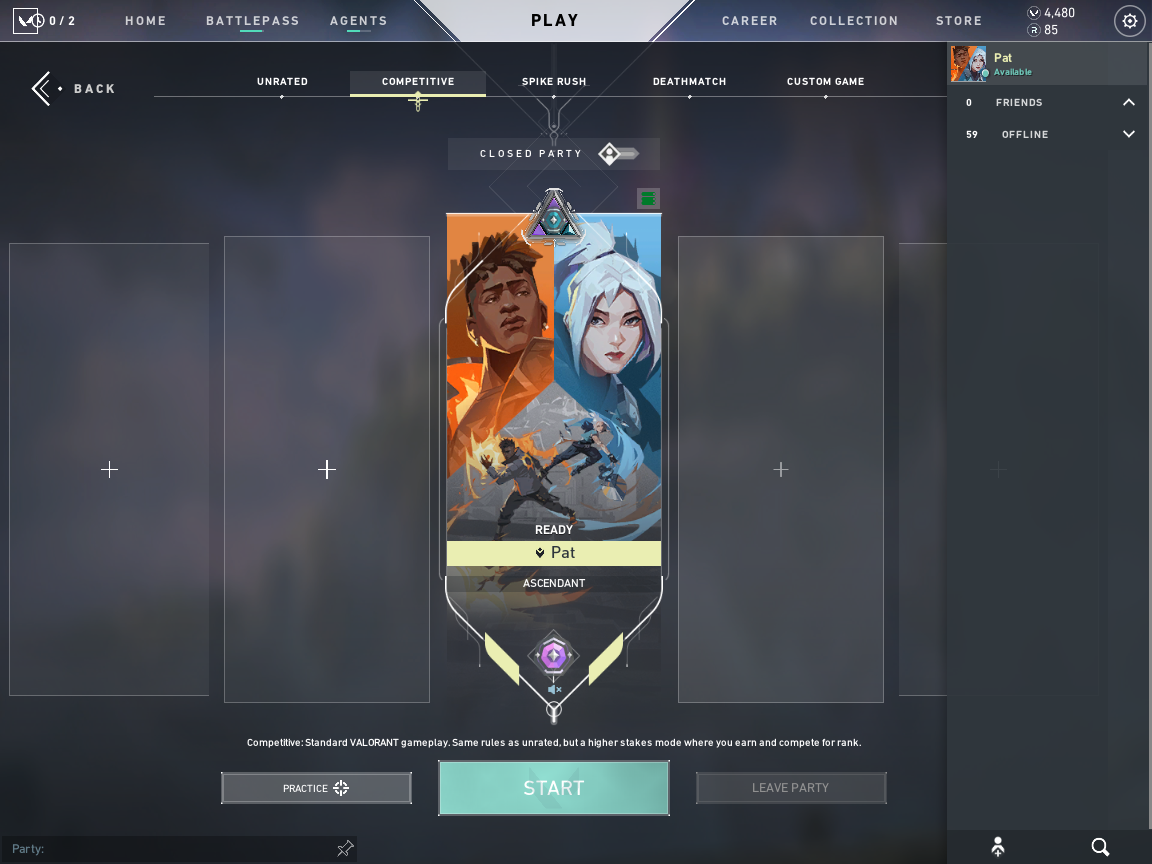 0 / 2
HOME
BATTLEPASS
AGENTS
PLAY
CAREER
COLLECTION
STORE
4,480
R 85
BACK
UNRATED
COMPETITIVE
SPIKE RUSH
DEATHMATCH
CUSTOM GAME
Pat
Available
0 FRIENDS
59 OFFLINE
CLOSED PARTY
READY
Pat
ASCENDANT
Competitive: Standard VALORANT gameplay. Same rules as unrated, but a higher stakes mode where you earn and compete for rank.
PRACTICE
START
LEAVE PARTY
Party: